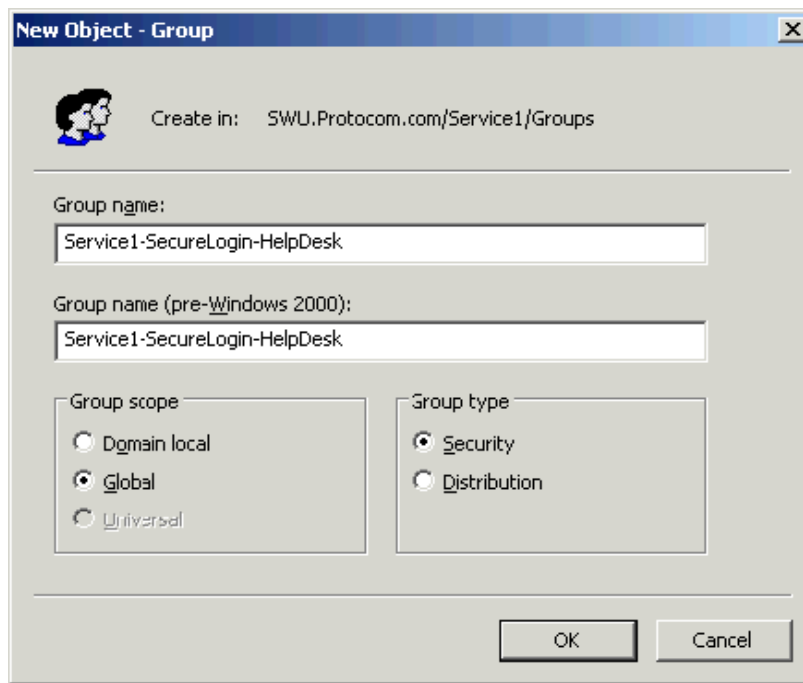 New Object - Group
Create in: SWU.Protocom.com/Service1/Groups
Group name:
Service1-SecureLogin-HelpDesk
Group name (pre-Windows 2000):
Service1-SecureLogin-HelpDesk
Group scope
Domain local
Global
Universal
Group type
Security
Distribution
OK Cancel